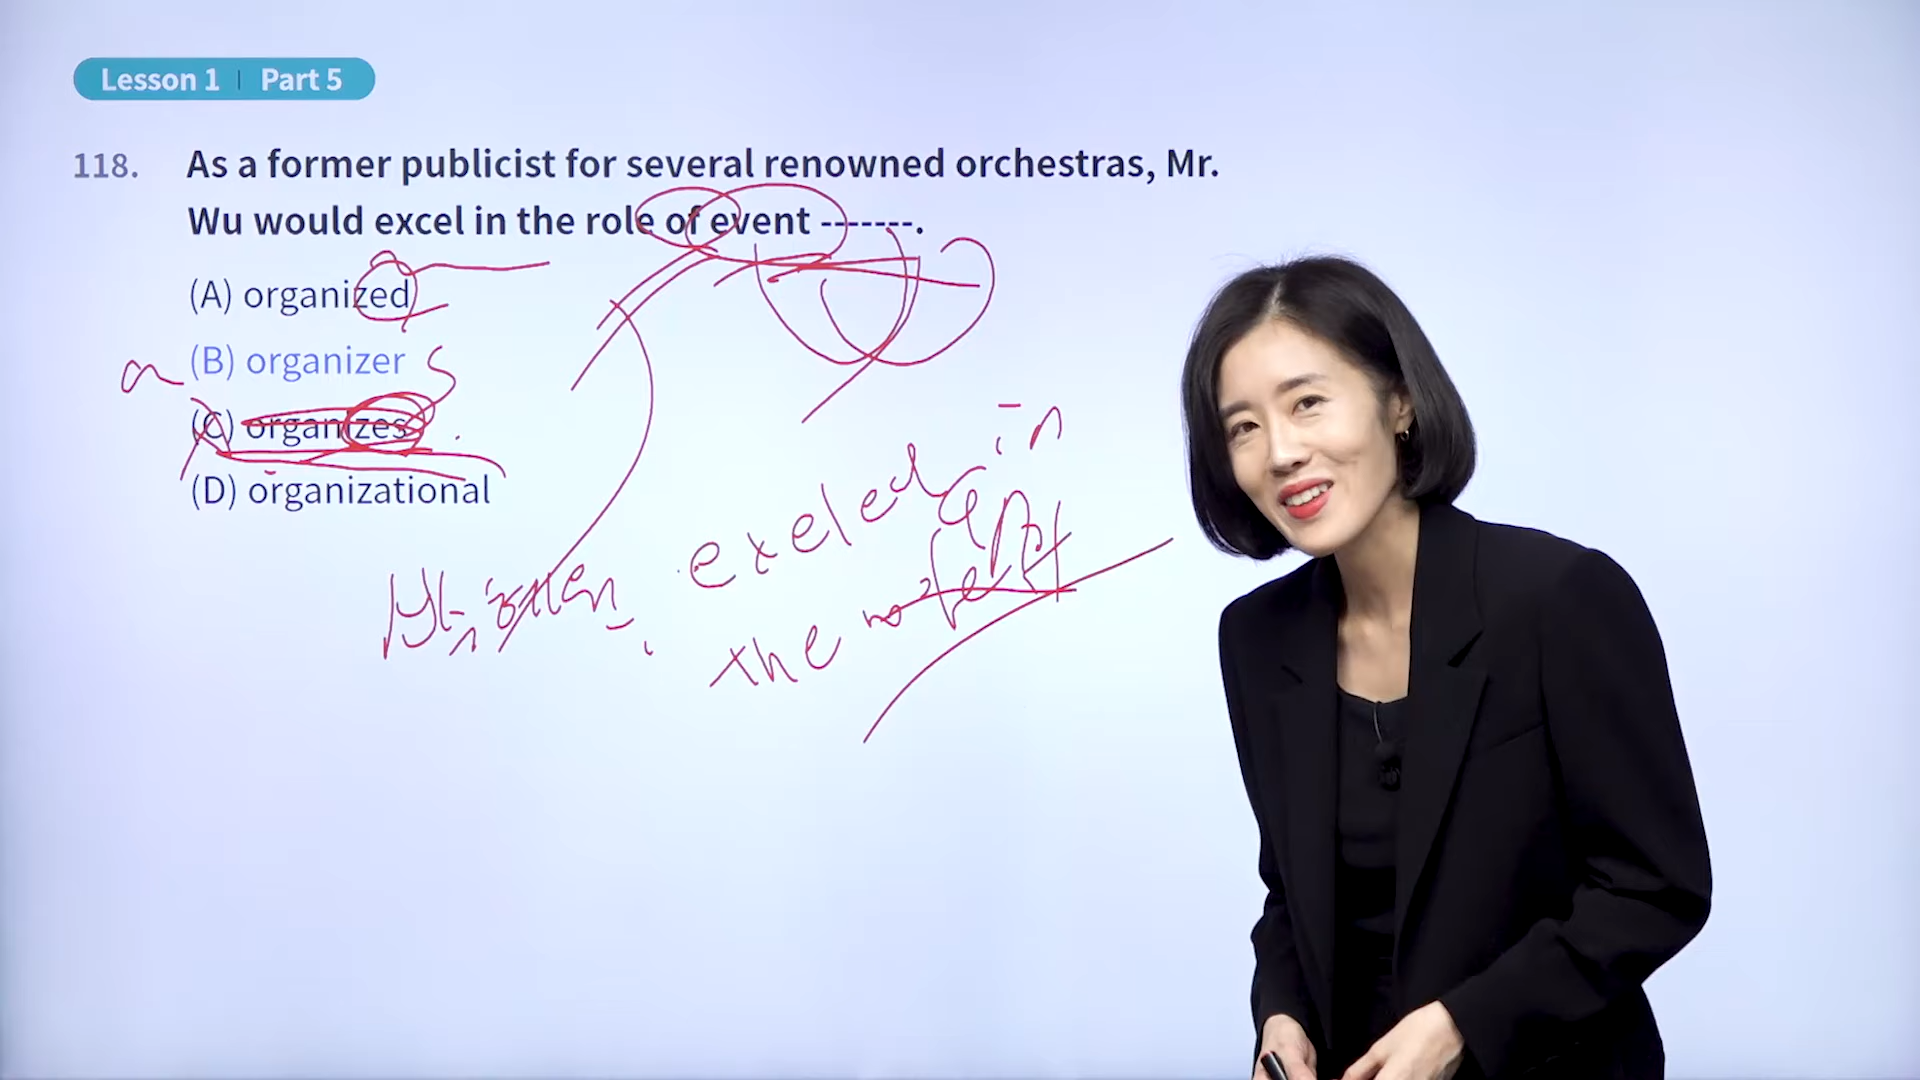 Lesson 1 | Part 5
118. As a former publicist for several renowned orchestras, Mr.
Wu would excel in the role of event -------.
(A) organized
a (B) organizer s
(C) organizes
(D) organizational
exeled in
the